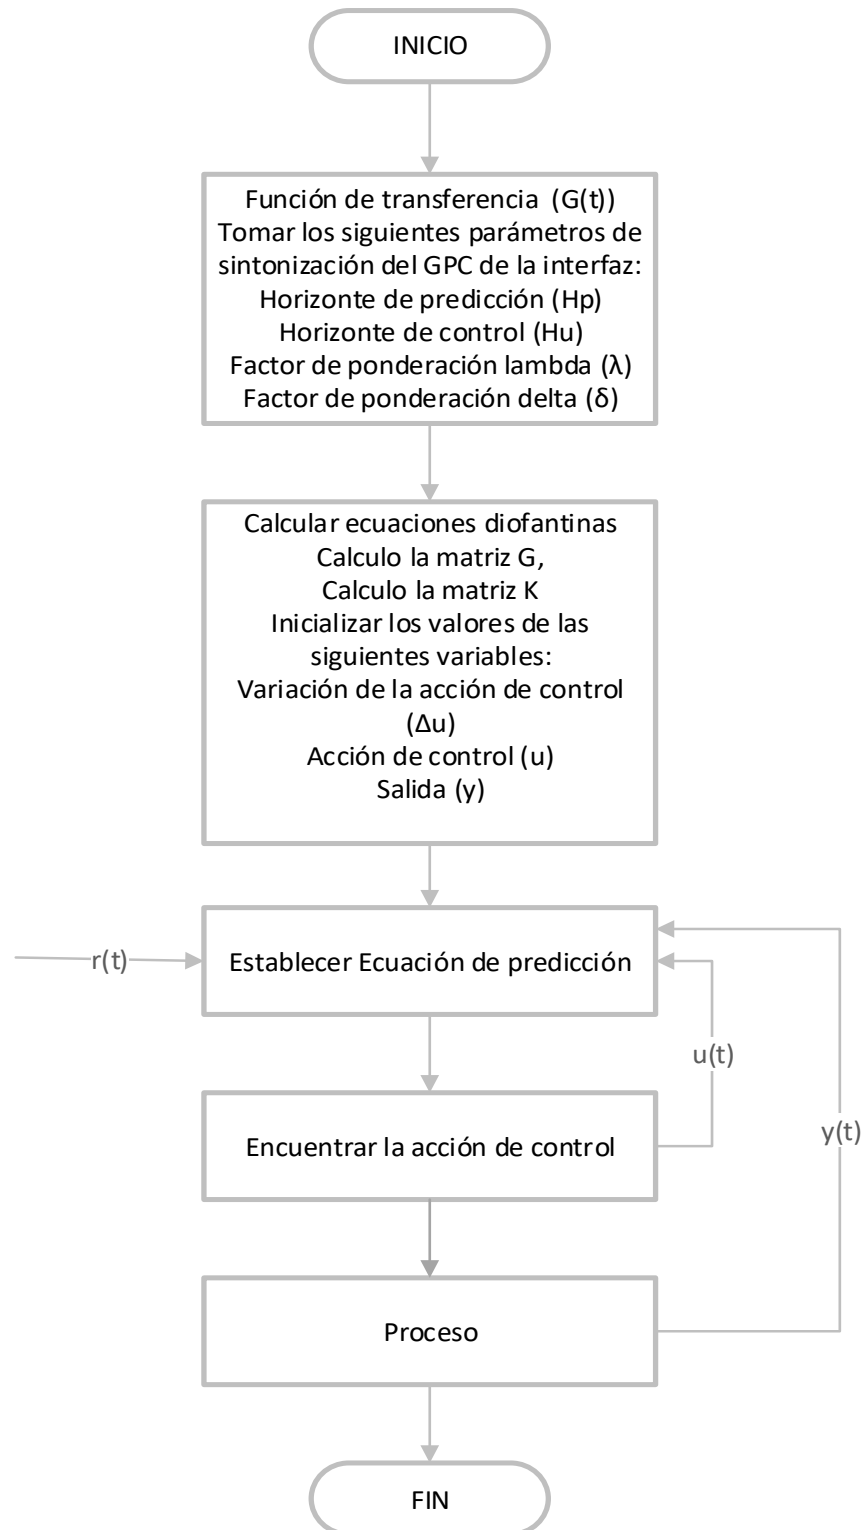 INICIO
Función de transferencia (G(t))
Tomar los siguientes parámetros de
sintonización del GPC de la interfaz:
Horizonte de predicción (Hp)
Horizonte de control (Hu)
Factor de ponderación lambda (λ)
Factor de ponderación delta (δ)
Calcular ecuaciones diofantinas
Calculo la matriz G,
Calculo la matriz K
Inicializar los valores de las
siguientes variables:
Variación de la acción de control
(Δu)
Acción de control (u)
Salida (y)
r(t)
Establecer Ecuación de predicción
u(t)
y(t)
Encuentrar la acción de control
Proceso
FIN